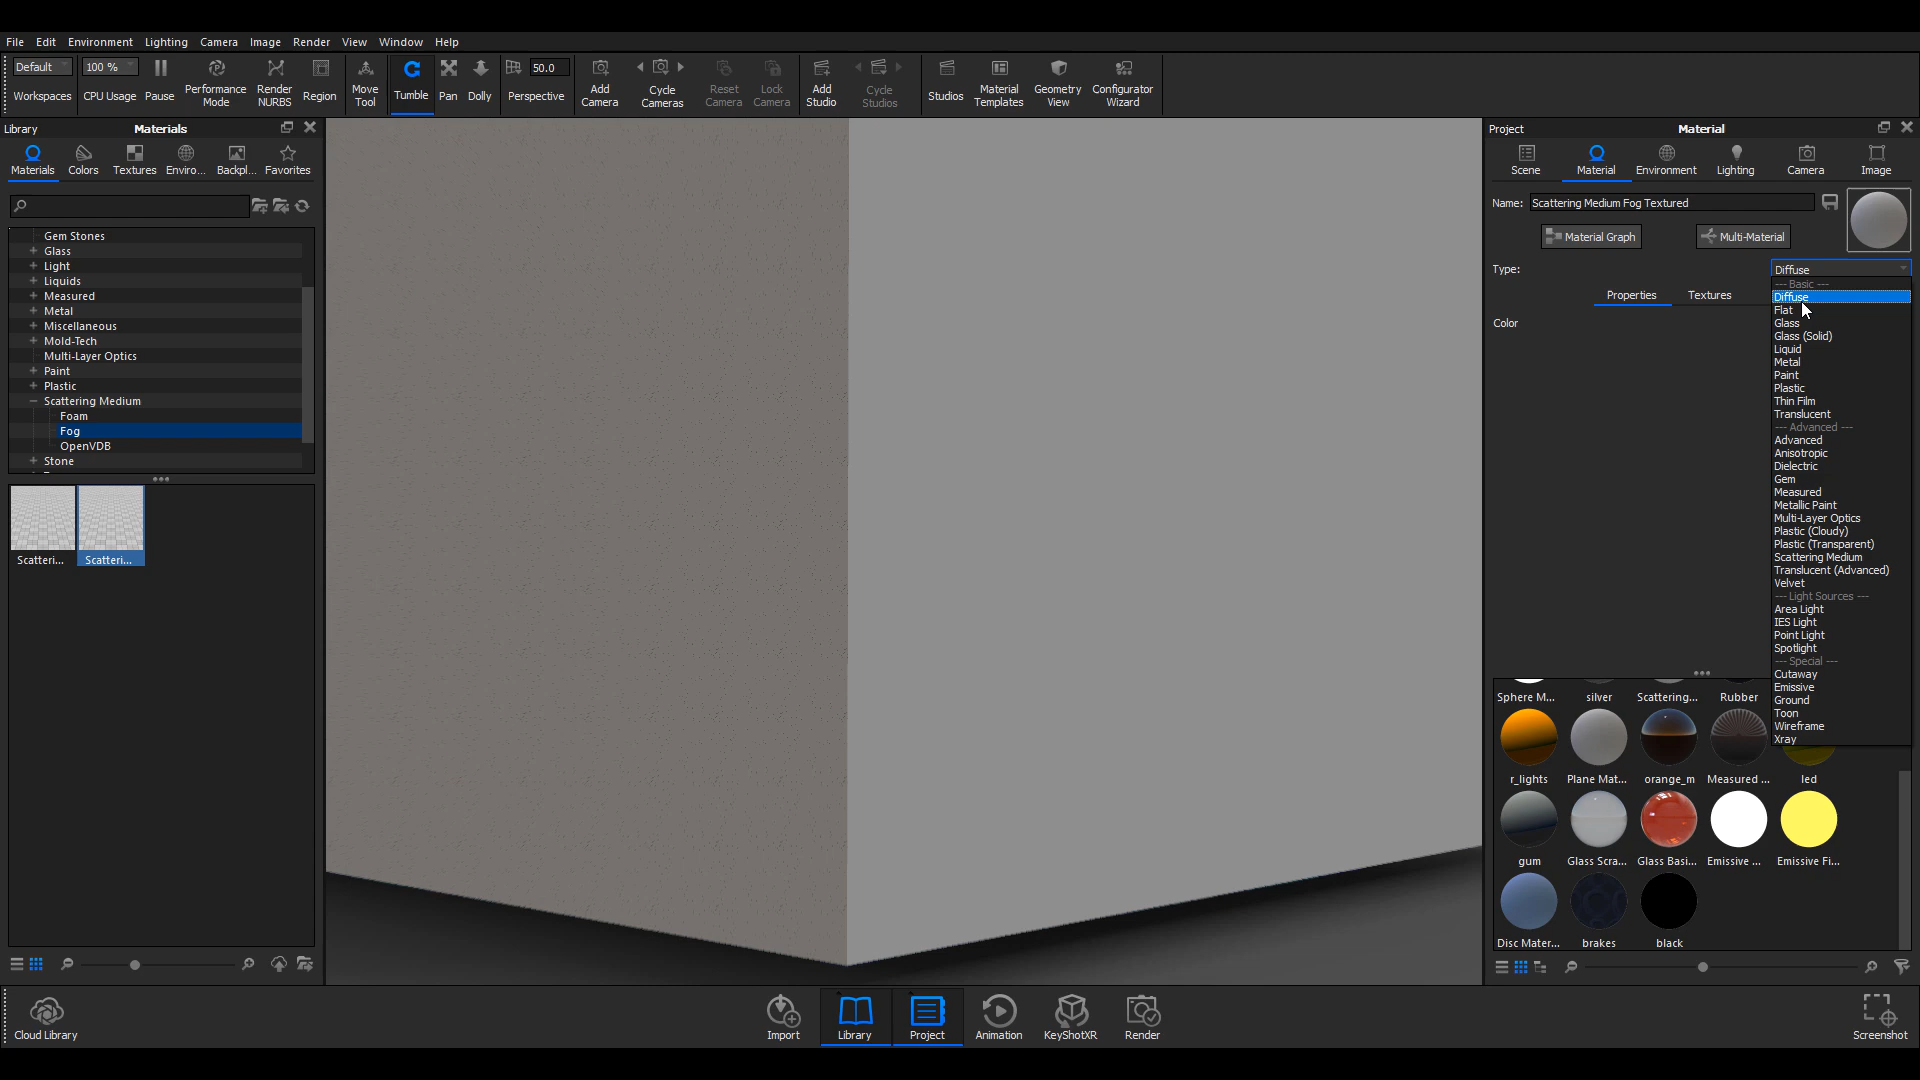 File Edit Environment Lighting Camera Image Render View Window Help
Default 100 % 50.0
Workspaces CPU Usage Pause Performance Mode Render NURBS Region Move Tool Tumble Pan Dolly Perspective Add Camera Cycle Cameras Reset Camera Lock Camera Add Studio Cycle Studios Studios Material Templates Geometry View Configurator Wizard
Library Materials
Materials Colors Textures Enviro... Backpl... Favorites
Gem Stones
Glass
Light
Liquids
Measured
Metal
Miscellaneous
Mold-Tech
Multi-Layer Optics
Paint
Plastic
Scattering Medium
Foam
Fog
OpenVDB
Stone
Scatteri... Scatteri...
Project Material
Scene Material Environment Lighting Camera Image
Name: Scattering Medium Fog Textured
Material Graph Multi-Material
Type: Diffuse
Properties Textures
Color
--- Basic ---
Diffuse
Flat
Glass
Glass (Solid)
Liquid
Metal
Paint
Plastic
Thin Film
Translucent
--- Advanced ---
Advanced
Anisotropic
Dielectric
Gem
Measured
Metallic Paint
Multi-Layer Optics
Plastic (Cloudy)
Plastic (Transparent)
Scattering Medium
Translucent (Advanced)
Velvet
--- Light Sources ---
Area Light
IES Light
Point Light
Spotlight
--- Special ---
Cutaway
Emissive
Ground
Toon
Wireframe
Xray
Sphere M... silver Scattering... Rubber
r_lights Plane Mat... orange_m Measured ... led
gum Glass Scra... Glass Basi... Emissive ... Emissive Fi...
Disc Mater... brakes black
Cloud Library Import Library Project Animation KeyShotXR Render Screenshot